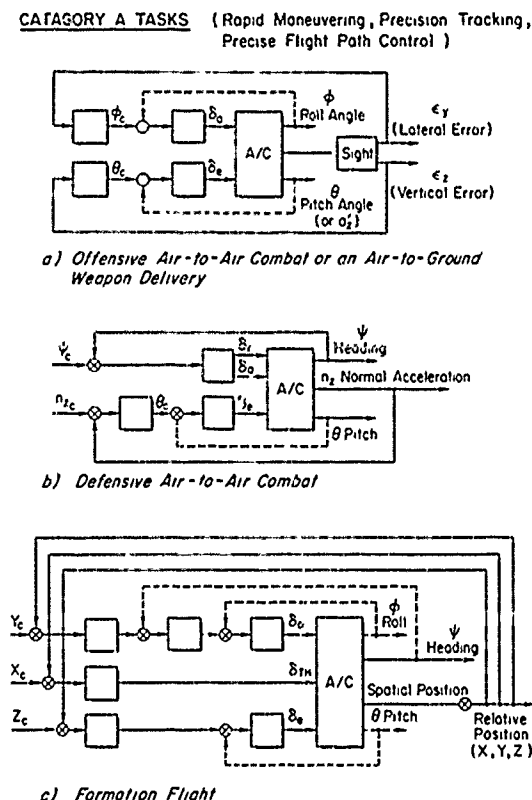 CATAGORY A TASKS (Rapid Maneuvering, Precision Tracking,
Precise Flight Path Control)
ϕ
ϕc δa Roll Angle
εy
(Lateral Error)
A/C
Sight
θc δe
εz
(Vertical Error)
θ
Pitch Angle
(or a'z)
a) Offensive Air-to-Air Combat or an Air-to-Ground
Weapon Delivery
ψ
ψ̇c δr Heading
δa
nz Normal Acceleration
A/C
nzc θc
θ Pitch
b) Defensive Air-to-Air Combat
ϕ
Yc δa Roll
ψ
Heading
A/C
Xc δTH
Spatial Position
Zc δe θ Pitch
Relative
Position
(X,Y,Z)
c) Formation Flight